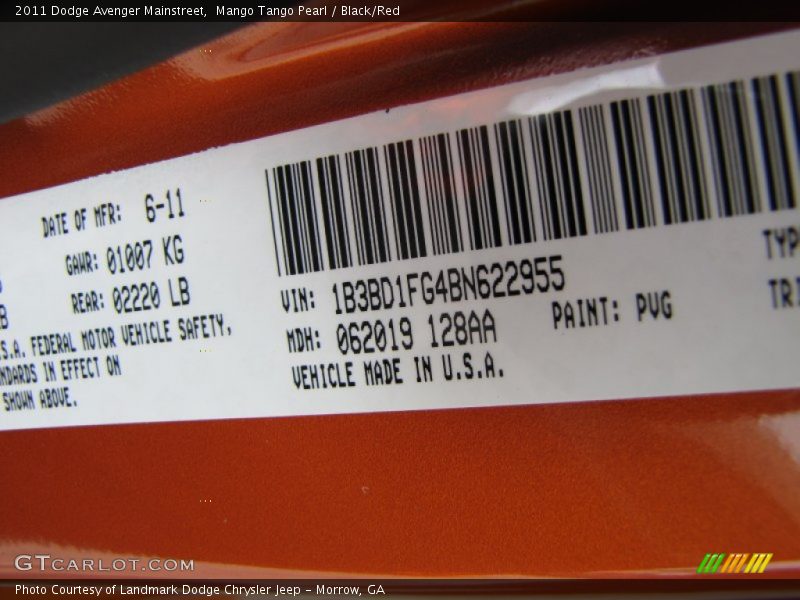 2011 Dodge Avenger Mainstreet,  Mango Tango Pearl / Black/Red
DATE OF MFR: 6-11
GAWR: 01007 KG
REAR: 02220 LB
B
S.A. FEDERAL MOTOR VEHICLE SAFETY,
NDARDS IN EFFECT ON
SHOWN ABOVE.
VIN: 1B3BD1FG4BN622955
MDH: 062019 128AA
VEHICLE MADE IN U.S.A.
PAINT: PVG
TYP
TRI
GTCARLOT.COM
Photo Courtesy of Landmark Dodge Chrysler Jeep – Morrow, GA